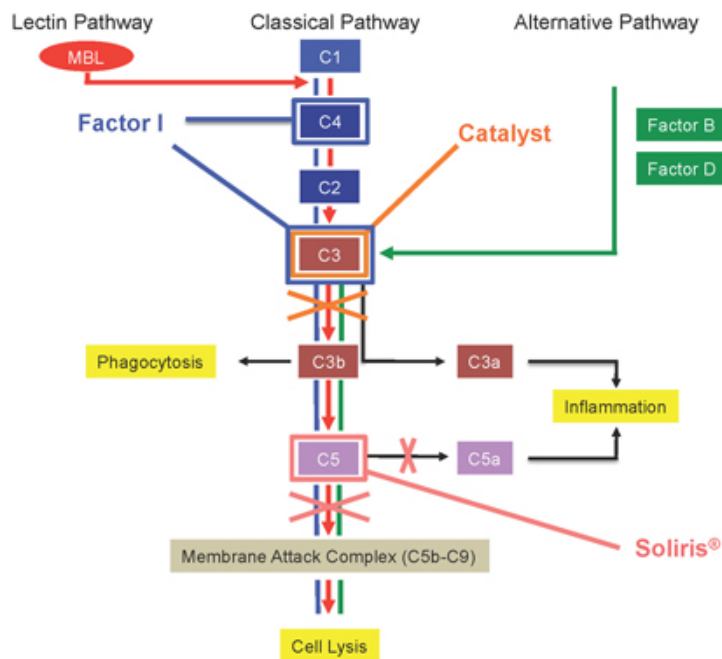 Lectin Pathway
Classical Pathway
Alternative Pathway
MBL
C1
Factor I
C4
Catalyst
Factor B
C2
Factor D
C3
Phagocytosis
C3b
C3a
Inflammation
C5
C5a
Soliris®
Membrane Attack Complex (C5b-C9)
Cell Lysis